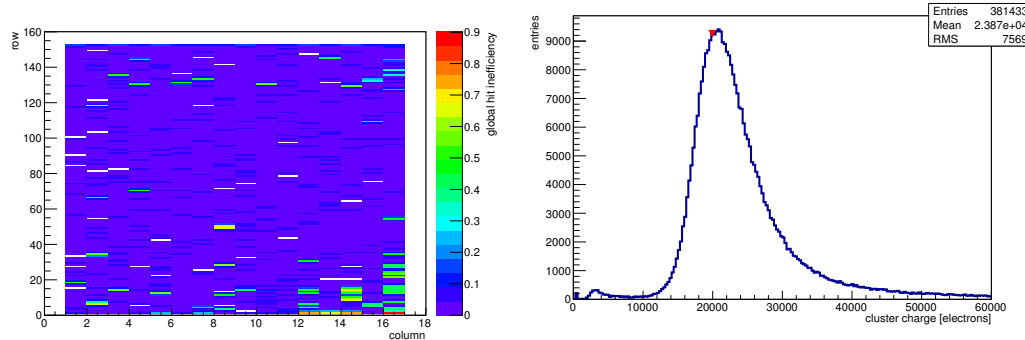 160
140
120
100
80
60
40
20
0
0 2 4 6 8 10 12 14 16 18
row
column
0.9
0.8
0.7
0.6
0.5
0.4
0.3
0.2
0.1
0
global hit inefficiency
Entries 381433
Mean 2.387e+04
RMS 7569
entries
9000
8000
7000
6000
5000
4000
3000
2000
1000
0
0 10000 20000 30000 40000 50000 60000
cluster charge [electrons]